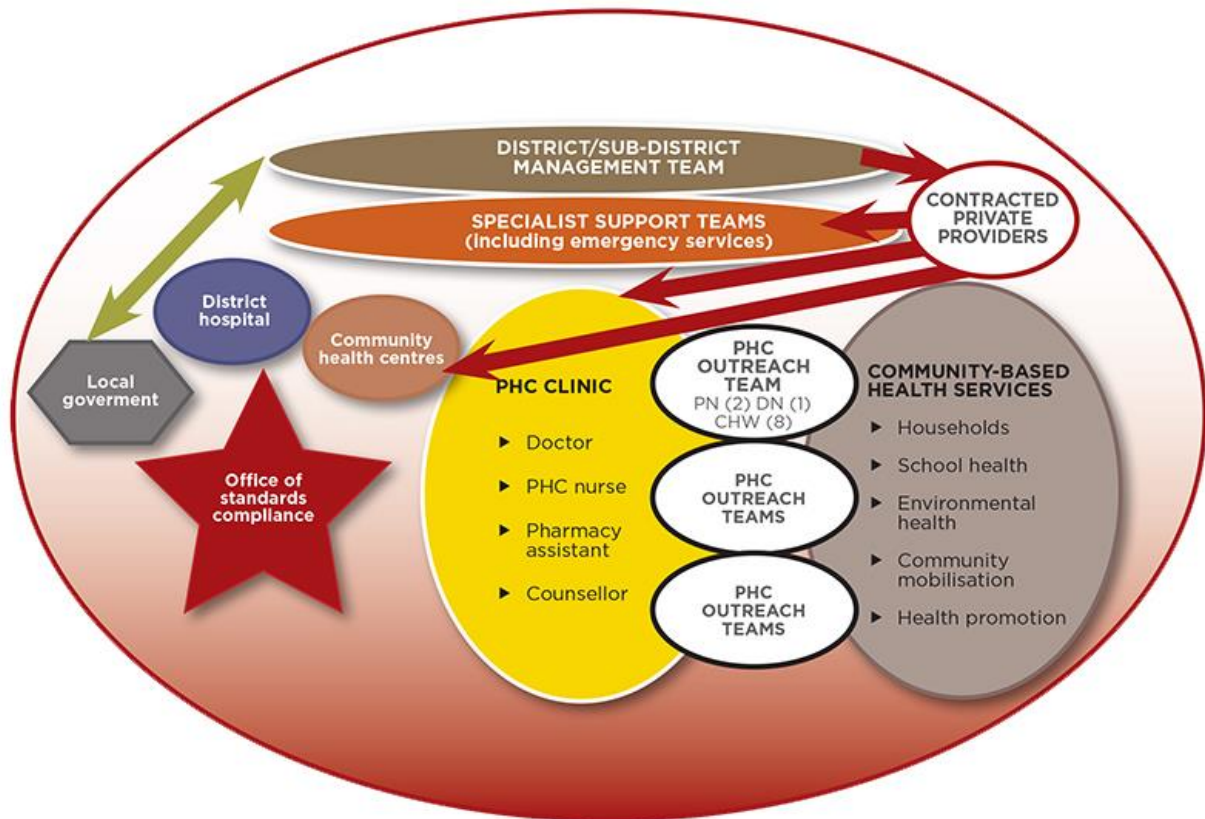 DISTRICT/SUB-DISTRICT
MANAGEMENT TEAM
SPECIALIST SUPPORT TEAMS
(including emergency services)
CONTRACTED
PRIVATE
PROVIDERS
District
hospital
Community
health centres
Local
goverment
Office of
standards
compliance
PHC CLINIC
► Doctor
► PHC nurse
► Pharmacy
assistant
► Counsellor
PHC
OUTREACH
TEAM
PN (2) DN (1)
CHW (8)
PHC
OUTREACH
TEAMS
PHC
OUTREACH
TEAMS
COMMUNITY-BASED
HEALTH SERVICES
► Households
► School health
► Environmental
health
► Community
mobilisation
► Health promotion